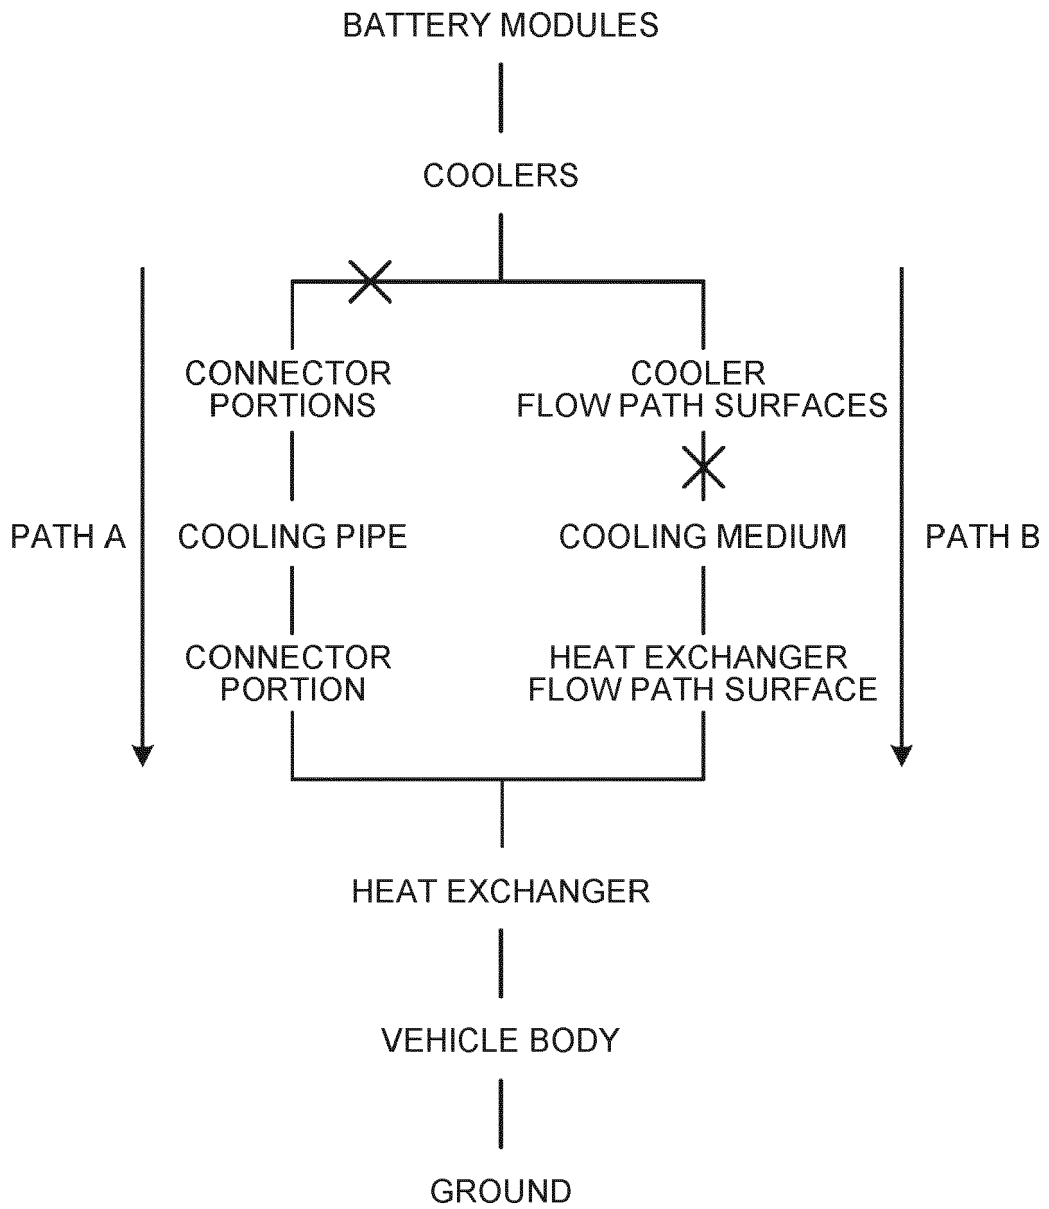 BATTERY MODULES
COOLERS
CONNECTOR
PORTIONS
COOLER
FLOW PATH SURFACES
PATH A
COOLING PIPE
COOLING MEDIUM
PATH B
CONNECTOR
PORTION
HEAT EXCHANGER
FLOW PATH SURFACE
HEAT EXCHANGER
VEHICLE BODY
GROUND